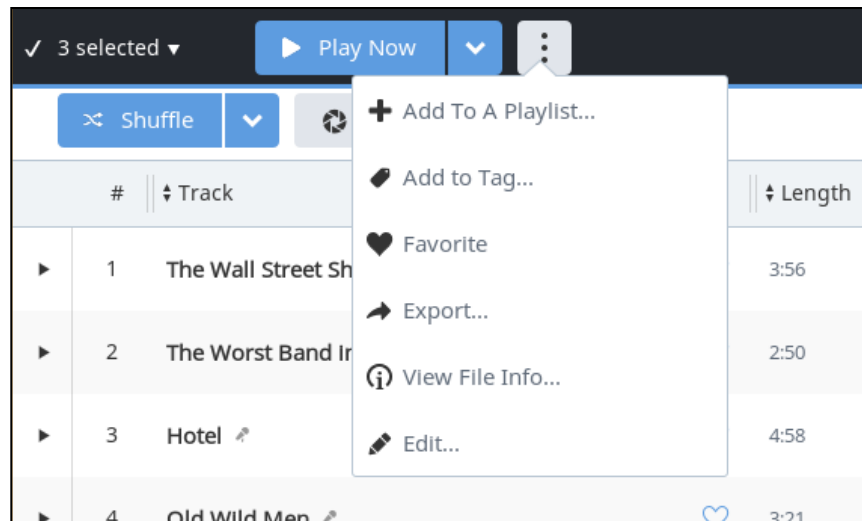 3 selected
Play Now
Shuffle
Add To A Playlist...
Add to Tag...
Favorite
Export...
View File Info...
Edit...
# Track Length
1 The Wall Street Sh 3:56
2 The Worst Band In 2:50
3 Hotel 4:58
4 Old Wild Men 3:21